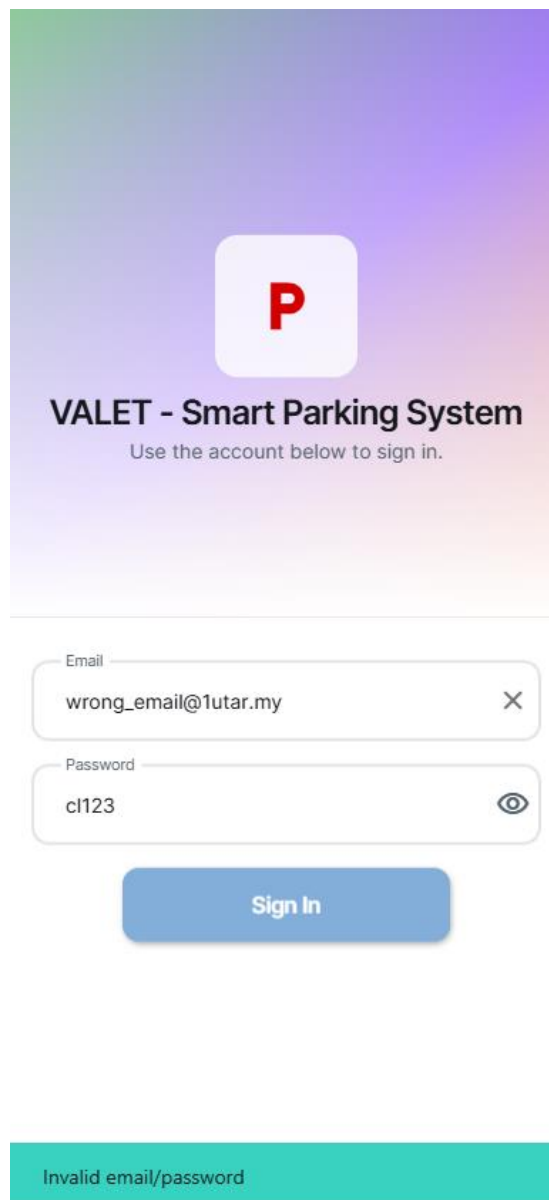 P
VALET - Smart Parking System
Use the account below to sign in.
Email
wrong_email@1utar.my
Password
cl123
Sign In
Invalid email/password